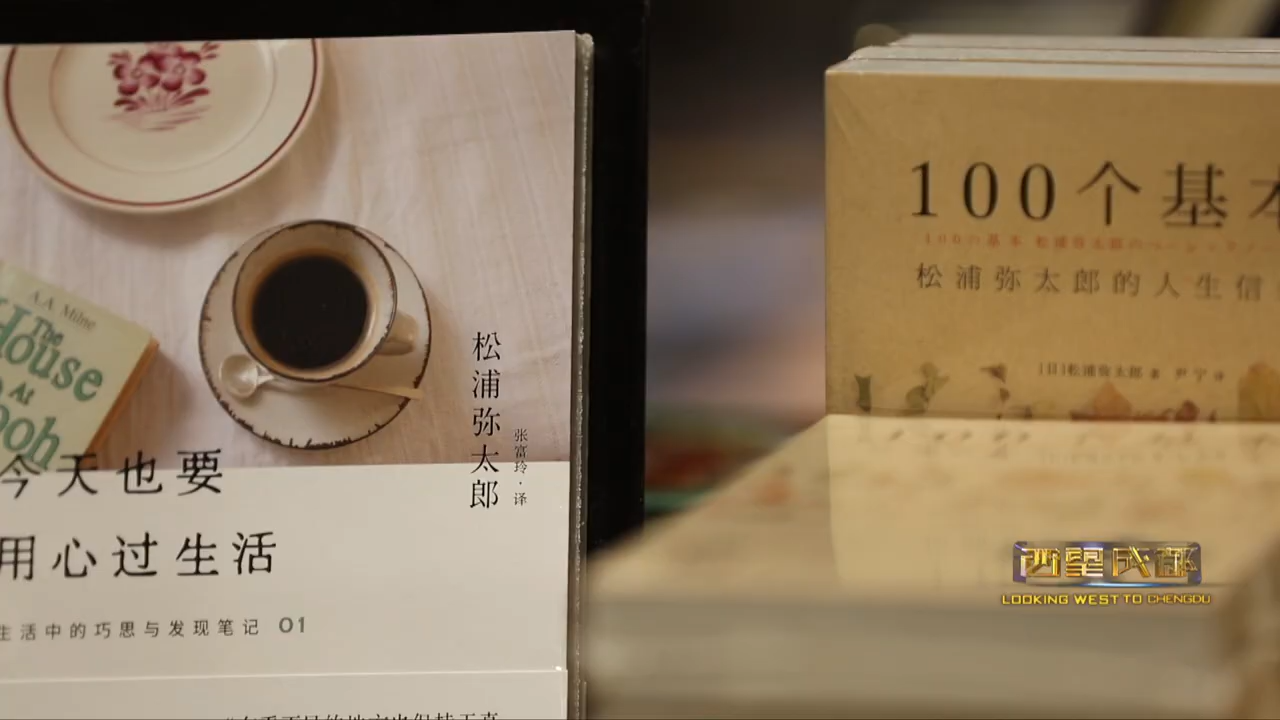 A.A. Milne
The
House
At
ooh
松浦弥太郎
张富玲·译
今天也要
用心过生活
生活中的巧思与发现笔记 01
100个基本
松浦弥太郎的人生信
[日]松浦弥太郎 著 尹宁 译
西望成都
LOOKING WEST TO CHENGDU